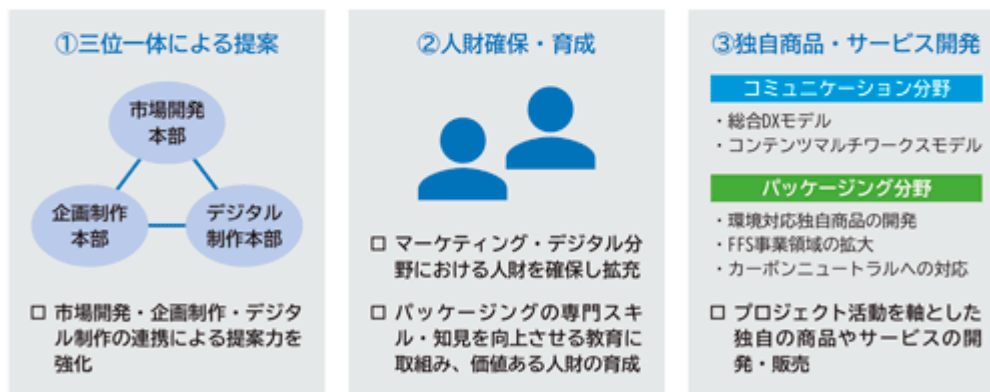 ①三位一体による提案
市場開発
本部
企画制作
本部
デジタル
制作本部
□ 市場開発・企画制作・デジタ
ル制作の連携による提案力を
強化
②人財確保・育成
□ マーケティング・デジタル分
野における人財を確保し拡充
□ パッケージングの専門スキ
ル・知見を向上させる教育に
取組み、価値ある人財の育成
③独自商品・サービス開発
コミュニケーション分野
・総合DXモデル
・コンテンツマルチワークスモデル
パッケージング分野
・環境対応独自商品の開発
・FFS事業領域の拡大
・カーボンニュートラルへの対応
□ プロジェクト活動を軸とした
独自の商品やサービスの開
発・販売